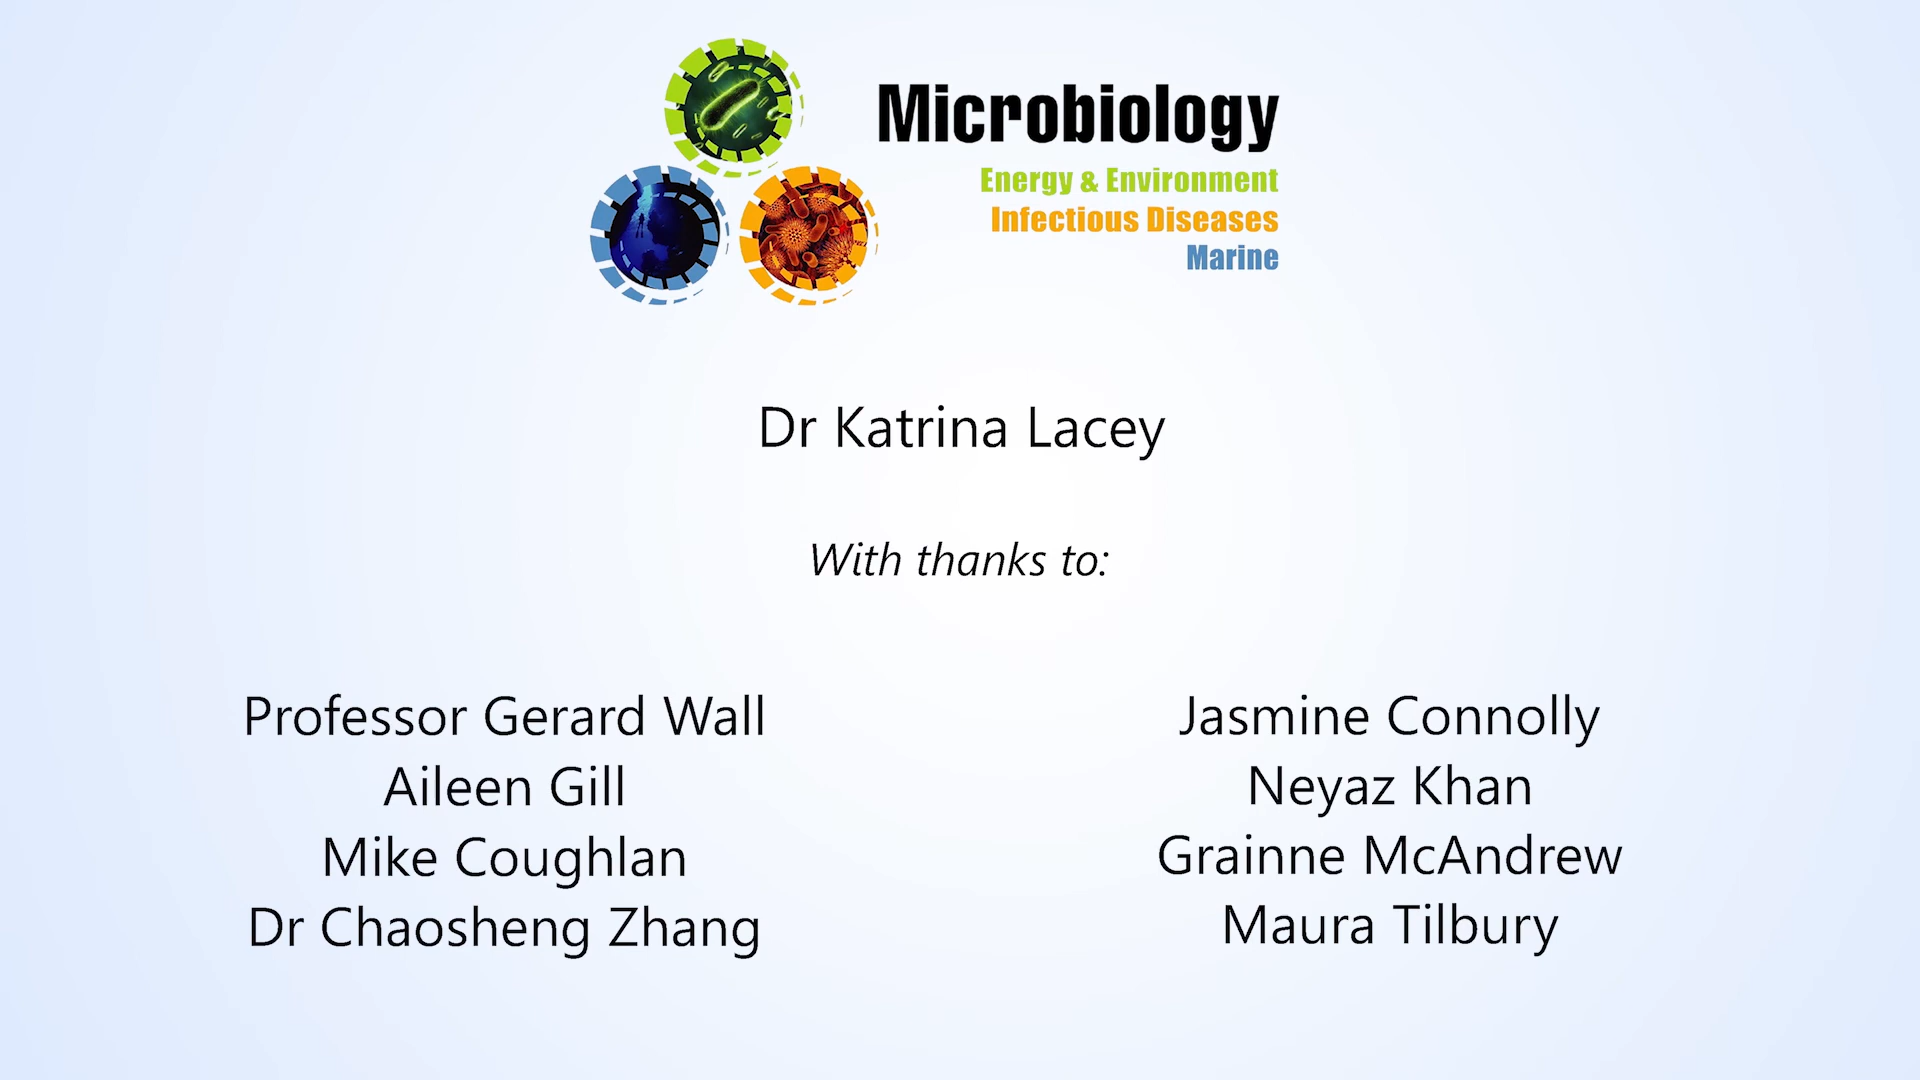 Microbiology
Energy & Environment
Infectious Diseases
Marine
Dr Katrina Lacey
With thanks to:
Professor Gerard Wall
Aileen Gill
Mike Coughlan
Dr Chaosheng Zhang
Jasmine Connolly
Neyaz Khan
Grainne McAndrew
Maura Tilbury